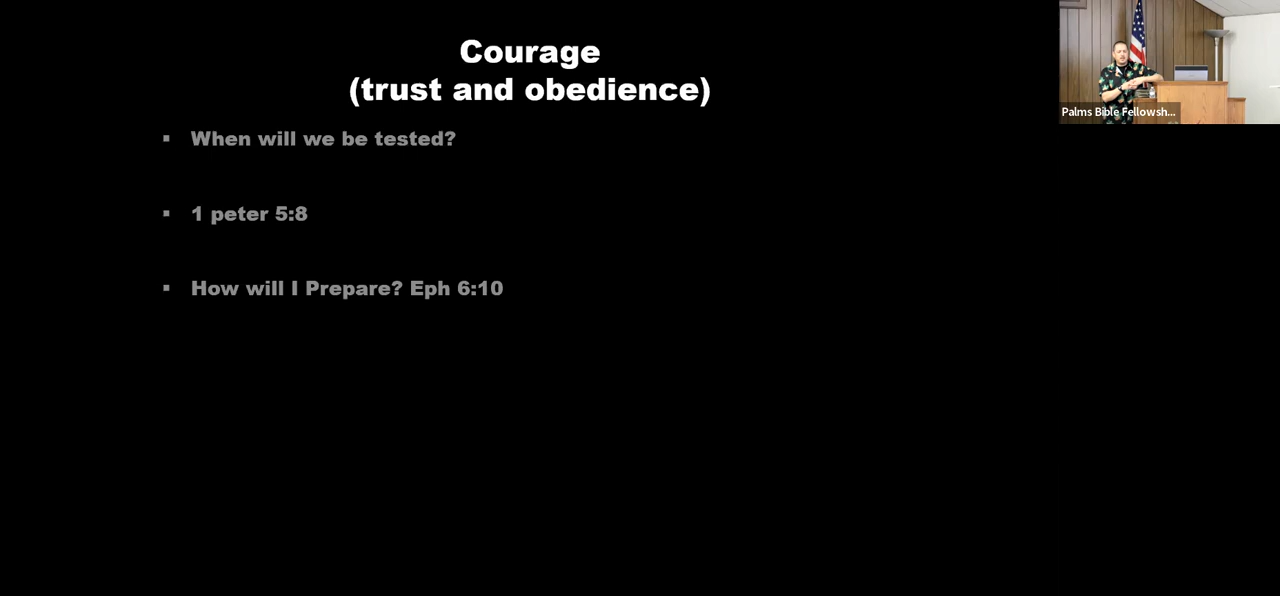 Courage
(trust and obedience)
▪ When will we be tested?
▪ 1 peter 5:8
▪ How will I Prepare? Eph 6:10
Palms Bible Fellowsh...